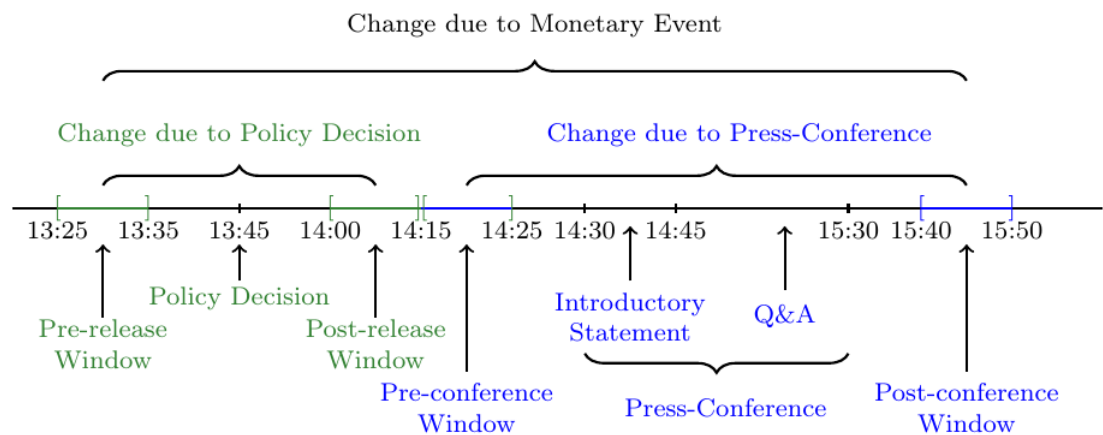 Change due to Monetary Event
Change due to Policy Decision
Change due to Press-Conference
13:25 13:35 13:45 14:00 14:15 14:25 14:30 14:45 15:30 15:40 15:50
Policy Decision
Pre-release
Window
Post-release
Window
Introductory
Statement
Q&A
Pre-conference
Window
Press-Conference
Post-conference
Window